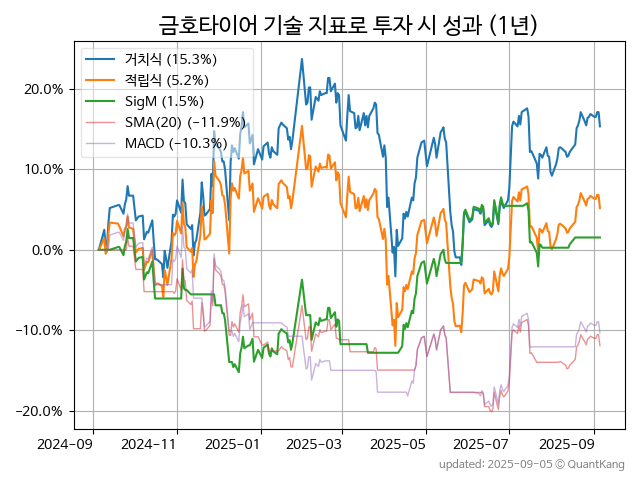 금호타이어 기술 지표로 투자 시 성과 (1년)
거치식 (15.3%)
적립식 (5.2%)
SigM (1.5%)
SMA(20) (−11.9%)
MACD (−10.3%)
20.0%
10.0%
0.0%
−10.0%
−20.0%
2024-09
2024-11
2025-01
2025-03
2025-05
2025-07
2025-09
updated: 2025-09-05 ⓒ QuantKang